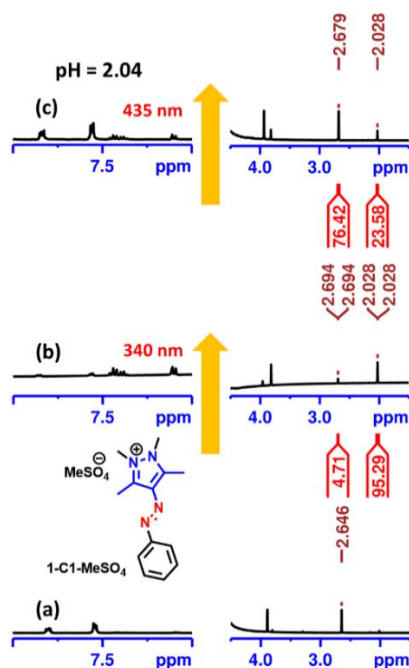 2.679
2.028
pH = 2.04
(c)
435 nm
7.5
ppm
4.0
3.0
ppm
76.42
23.58
2.694
2.694
2.028
2.028
(b)
340 nm
7.5
ppm
4.0
3.0
ppm
4.71
95.29
MeSO₄
⊖
N
⊕
N
N
N
1-C1-MeSO₄
2.646
(a)
7.5
ppm
4.0
3.0
ppm